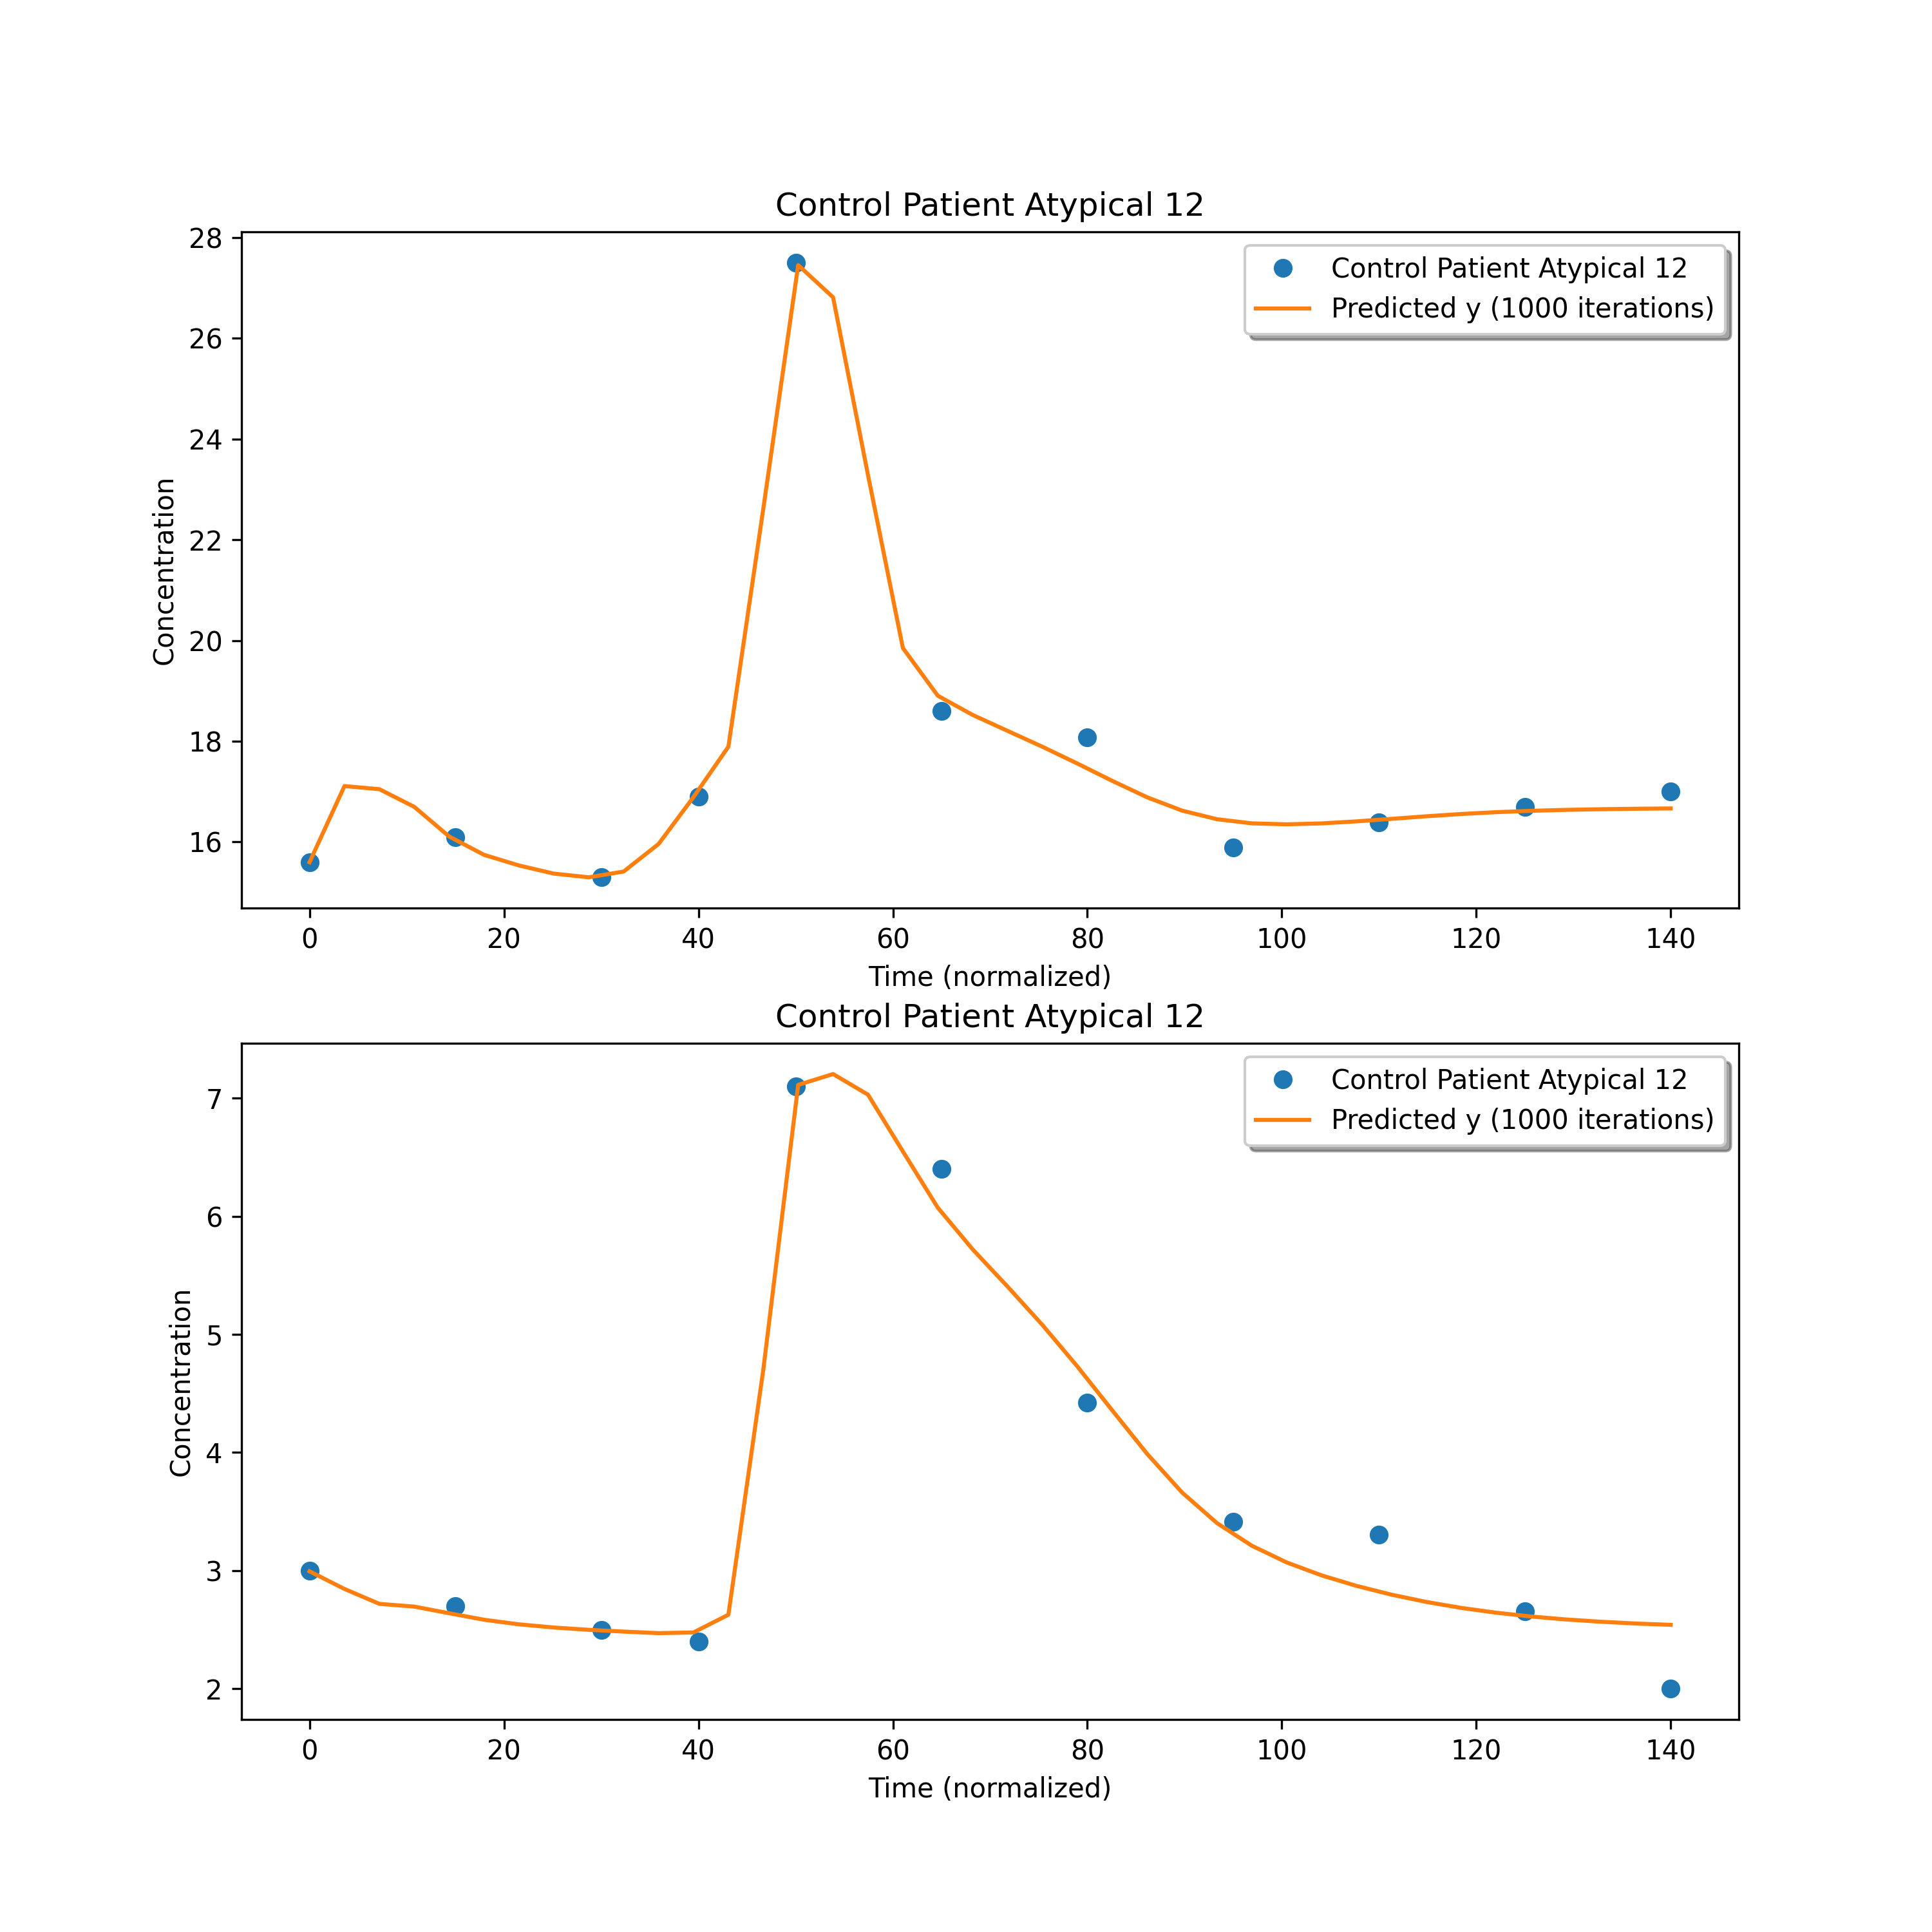 Control Patient Atypical 12
28
26
24
22
20
18
16
Concentration
Control Patient Atypical 12
Predicted y (1000 iterations)
0 20 40 60 80 100 120 140
Time (normalized)
Control Patient Atypical 12
7
6
5
4
3
2
Concentration
Control Patient Atypical 12
Predicted y (1000 iterations)
0 20 40 60 80 100 120 140
Time (normalized)